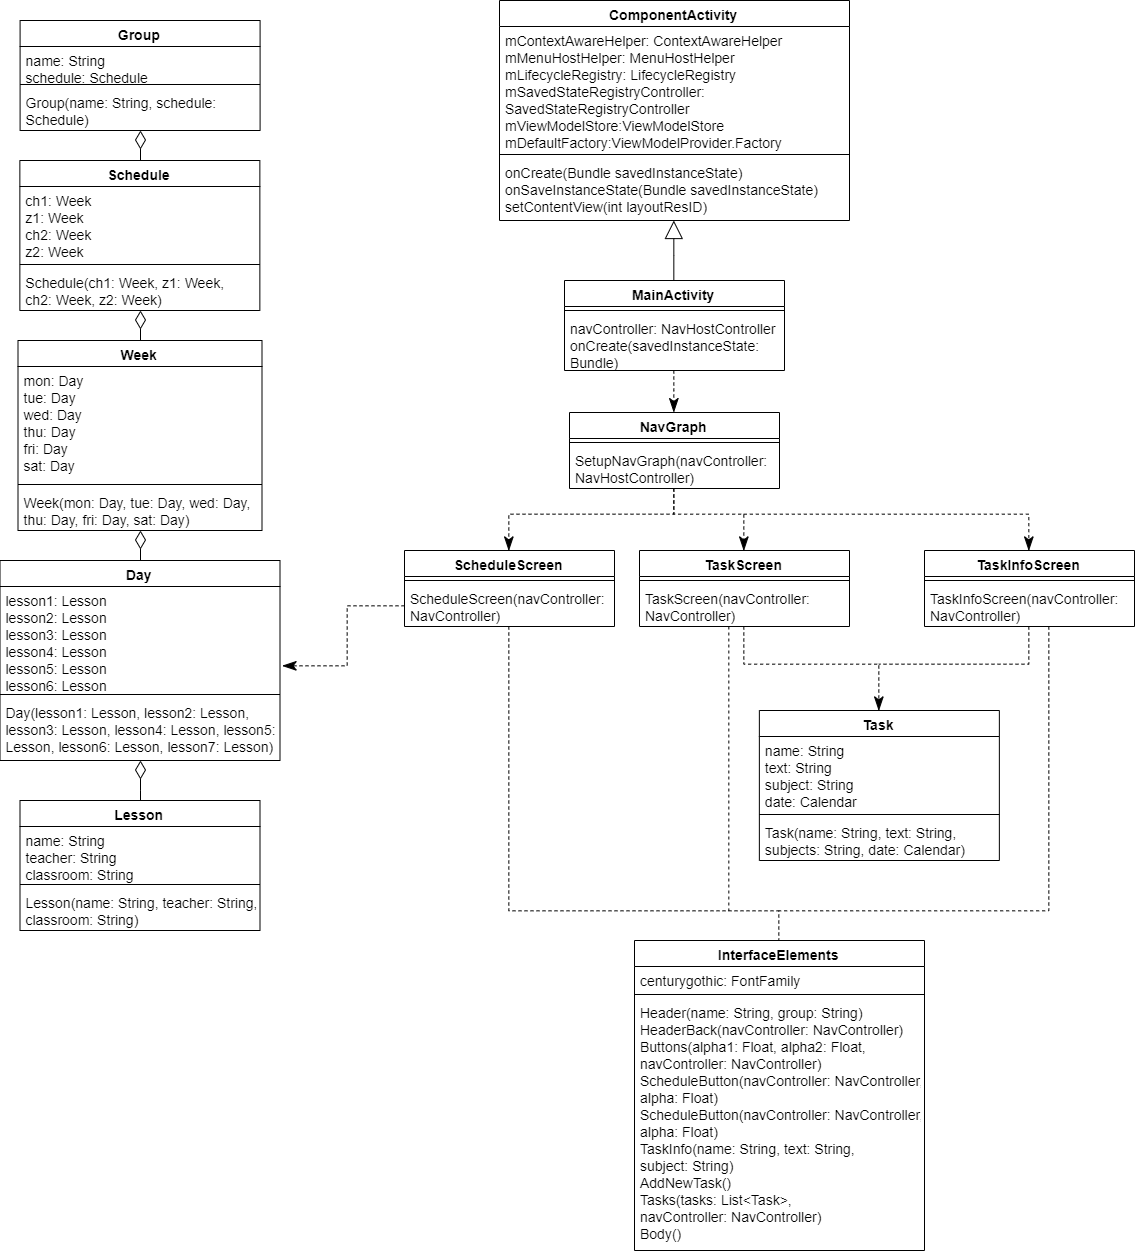 Group
name: String
schedule: Schedule
Group(name: String, schedule:
Schedule)
Schedule
ch1: Week
z1: Week
ch2: Week
z2: Week
Schedule(ch1: Week, z1: Week,
ch2: Week, z2: Week)
Week
mon: Day
tue: Day
wed: Day
thu: Day
fri: Day
sat: Day
Week(mon: Day, tue: Day, wed: Day,
thu: Day, fri: Day, sat: Day)
Day
lesson1: Lesson
lesson2: Lesson
lesson3: Lesson
lesson4: Lesson
lesson5: Lesson
lesson6: Lesson
Day(lesson1: Lesson, lesson2: Lesson,
lesson3: Lesson, lesson4: Lesson, lesson5:
Lesson, lesson6: Lesson, lesson7: Lesson)
Lesson
name: String
teacher: String
classroom: String
Lesson(name: String, teacher: String,
classroom: String)
ComponentActivity
mContextAwareHelper: ContextAwareHelper
mMenuHostHelper: MenuHostHelper
mLifecycleRegistry: LifecycleRegistry
mSavedStateRegistryController:
SavedStateRegistryController
mViewModelStore:ViewModelStore
mDefaultFactory:ViewModelProvider.Factory
onCreate(Bundle savedInstanceState)
onSaveInstanceState(Bundle savedInstanceState)
setContentView(int layoutResID)
MainActivity
navController: NavHostController
onCreate(savedInstanceState:
Bundle)
NavGraph
SetupNavGraph(navController:
NavHostController)
ScheduleScreen
ScheduleScreen(navController:
NavController)
TaskScreen
TaskScreen(navController:
NavController)
TaskInfoScreen
TaskInfoScreen(navController:
NavController)
Task
name: String
text: String
subject: String
date: Calendar
Task(name: String, text: String,
subjects: String, date: Calendar)
InterfaceElements
centurygothic: FontFamily
Header(name: String, group: String)
HeaderBack(navController: NavController)
Buttons(alpha1: Float, alpha2: Float,
navController: NavController)
ScheduleButton(navController: NavController,
alpha: Float)
ScheduleButton(navController: NavController,
alpha: Float)
TaskInfo(name: String, text: String,
subject: String)
AddNewTask()
Tasks(tasks: List<Task>,
navController: NavController)
Body()